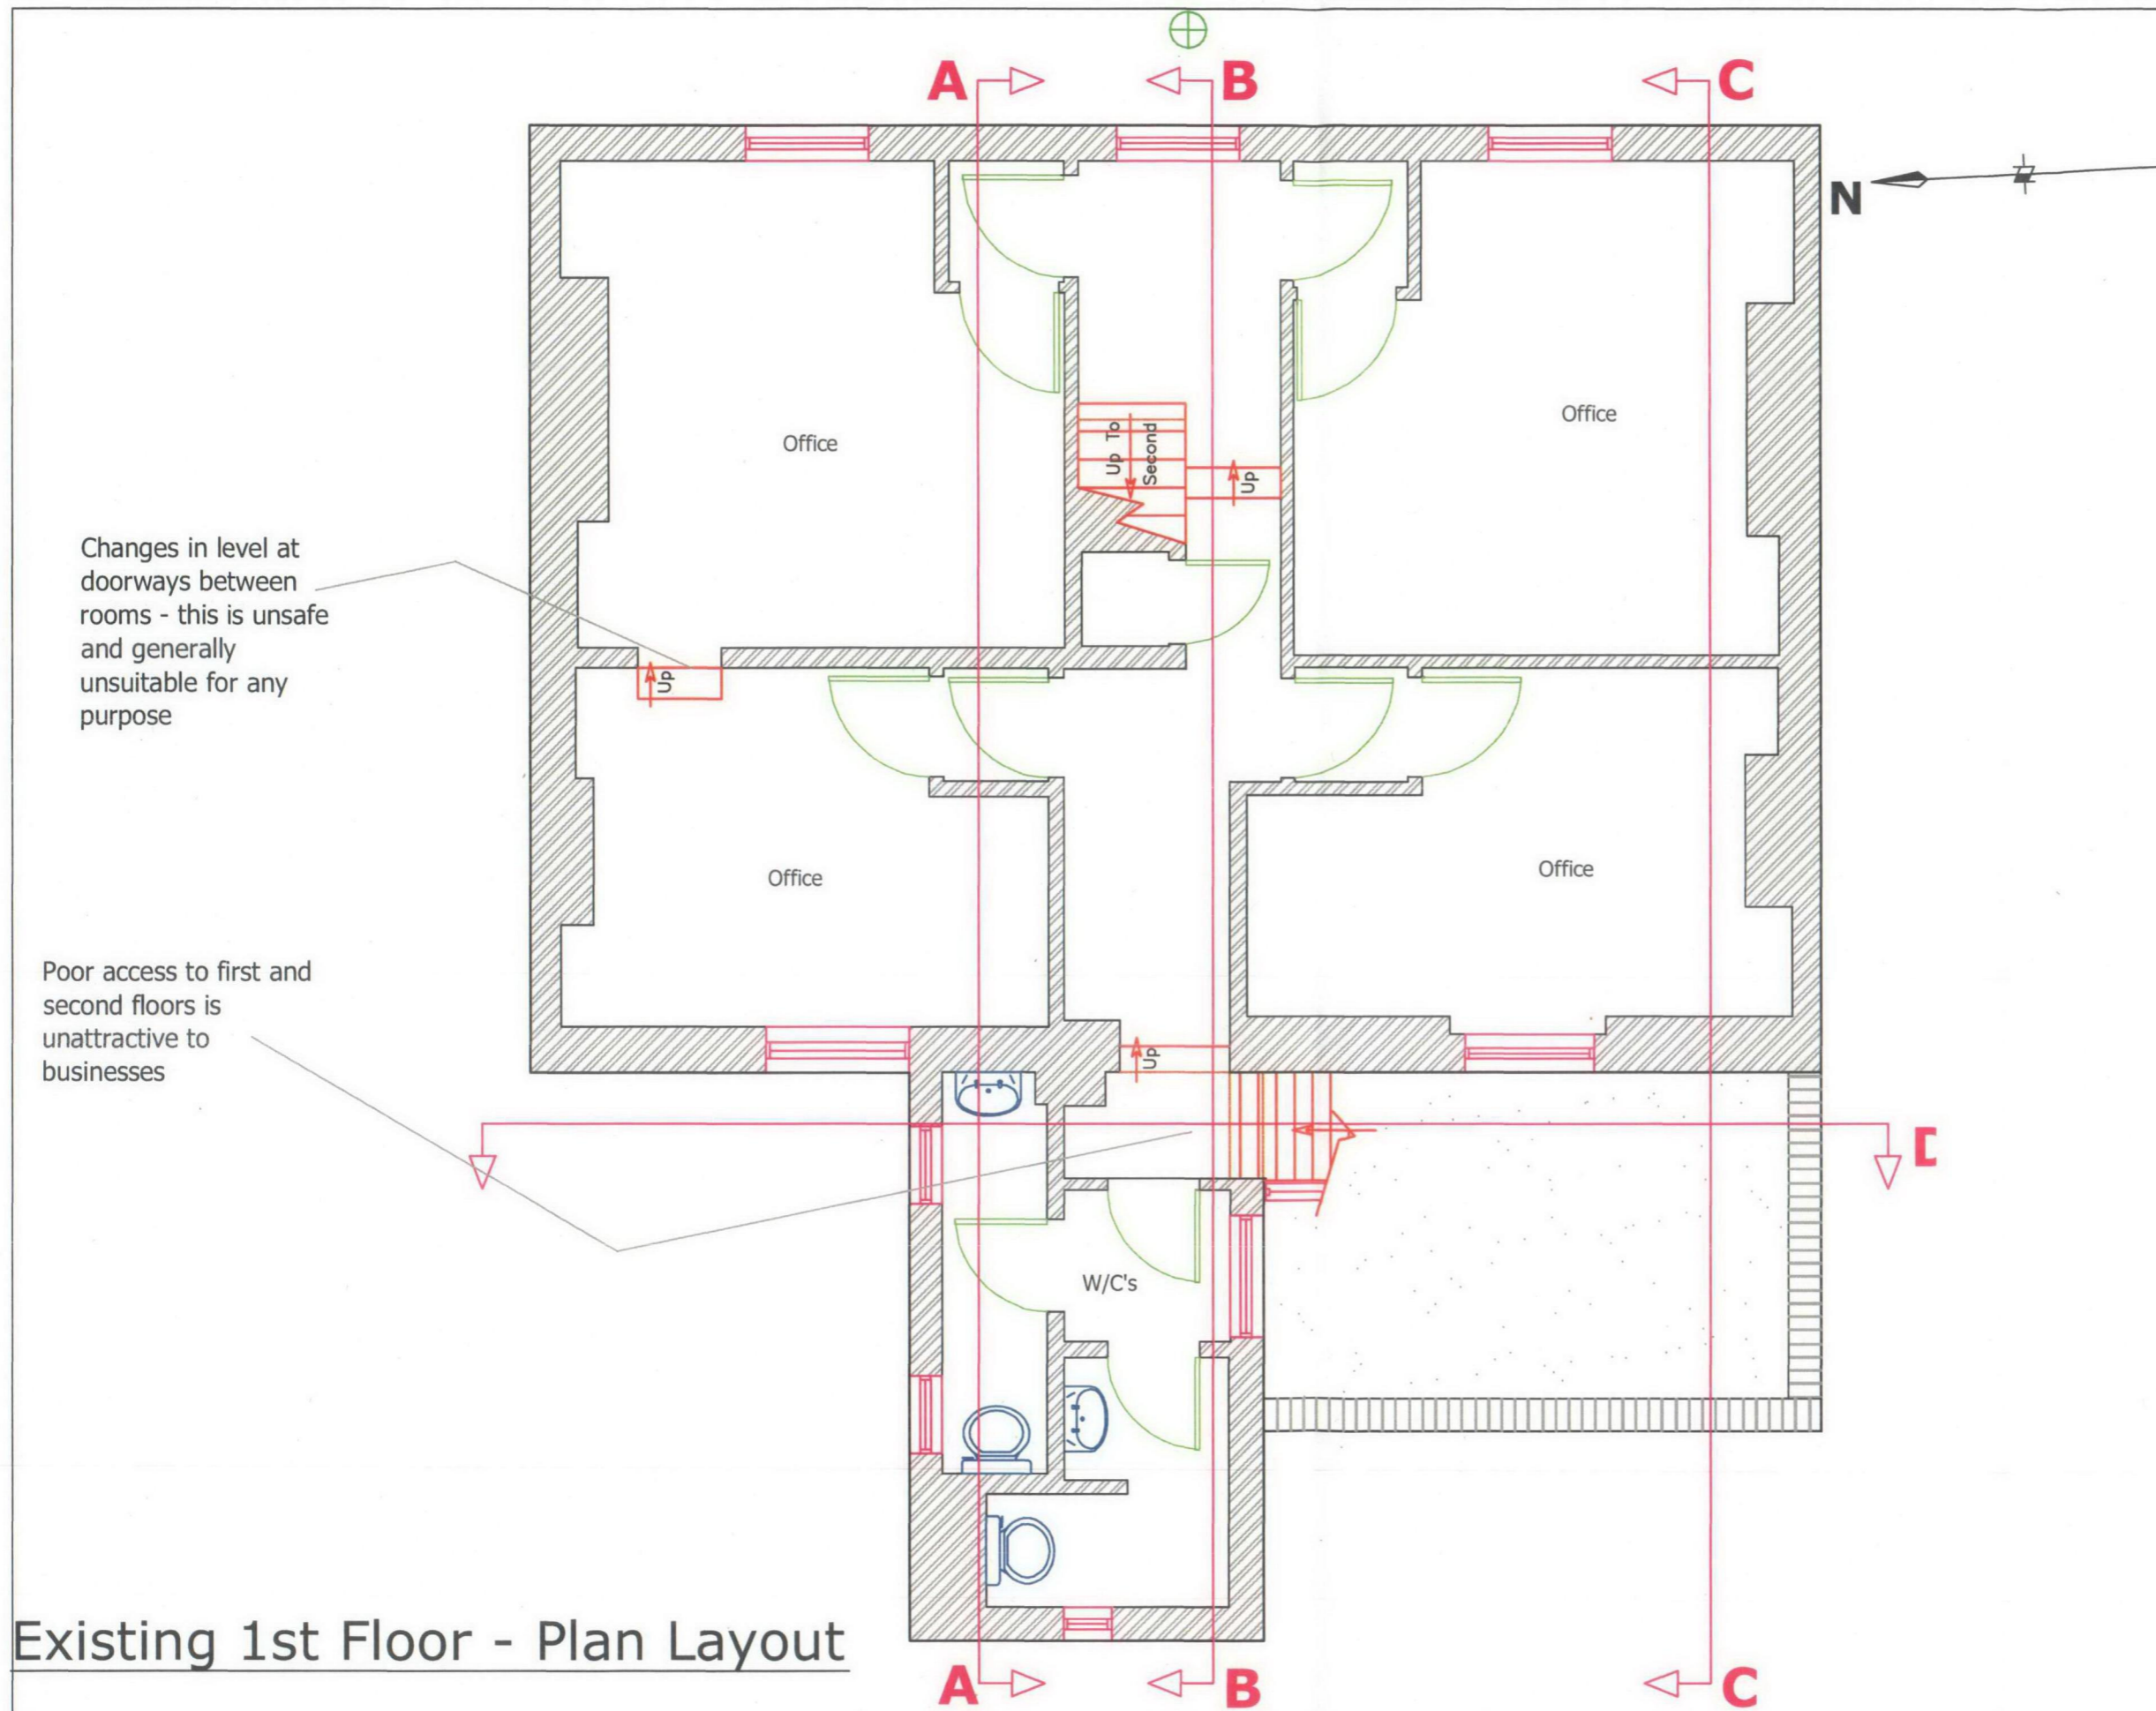 A
B
C
N
Office
Office
Up To
Second
Up
Changes in level at
doorways between
rooms - this is unsafe
and generally
unsuitable for any
purpose
Up
Office
Office
Poor access to first and
second floors is
unattractive to
businesses
Up
W/C's
Existing 1st Floor - Plan Layout
A
B
C